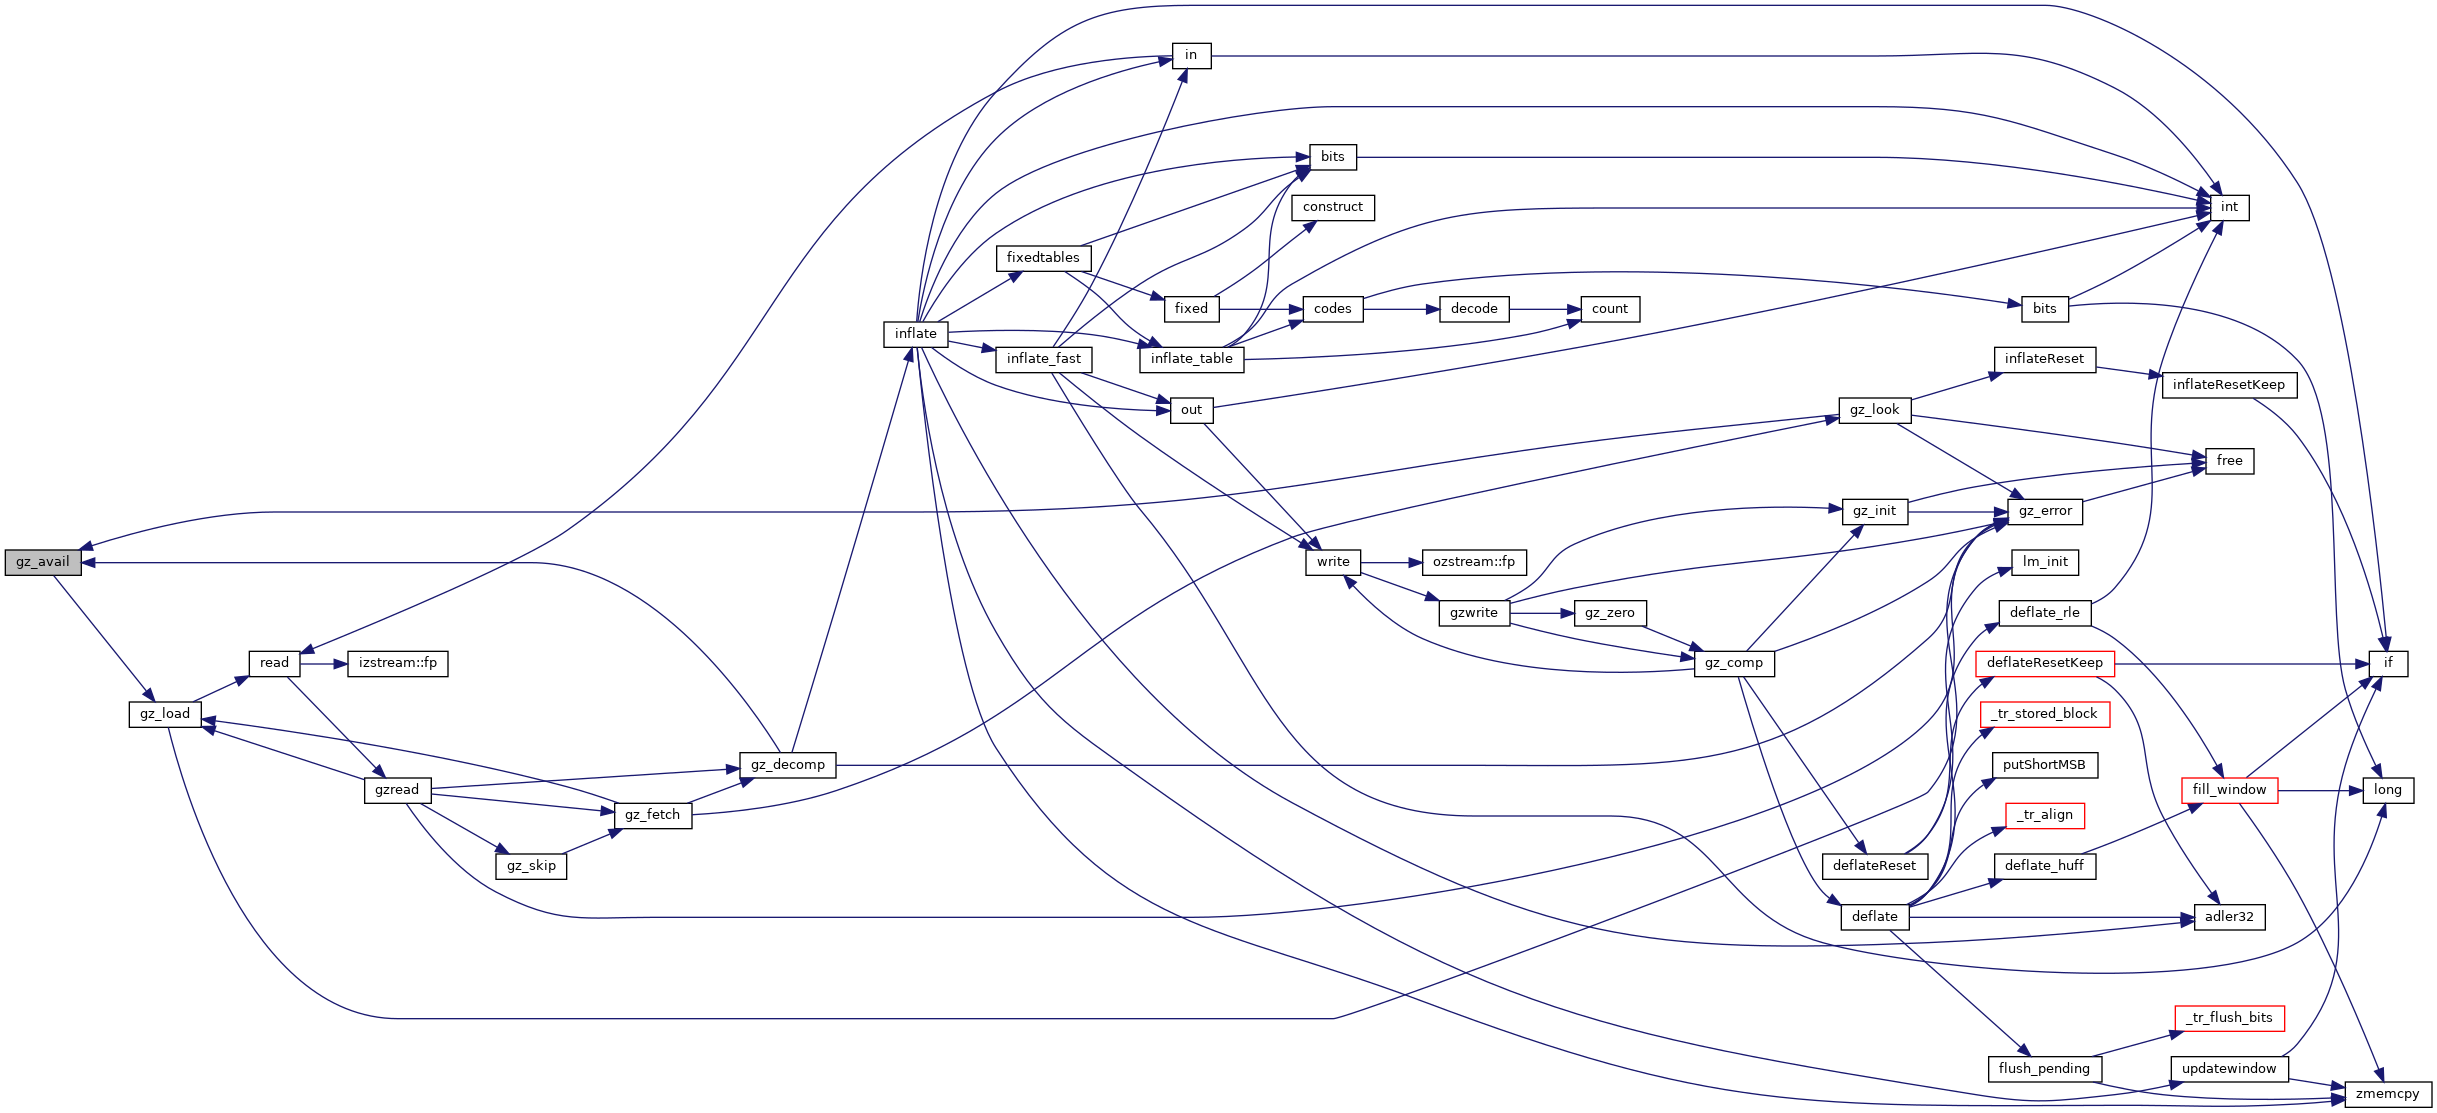 gz_avail
gz_load
read
izstream::fp
gzread
gz_skip
gz_fetch
gz_decomp
inflate
fixedtables
inflate_fast
in
fixed
inflate_table
out
bits
construct
codes
write
decode
ozstream::fp
gzwrite
count
gz_zero
gz_comp
gz_look
gz_init
deflateReset
deflate
bits
inflateReset
gz_error
lm_init
deflate_rle
deflateResetKeep
_tr_stored_block
putShortMSB
_tr_align
deflate_huff
flush_pending
int
inflateResetKeep
free
fill_window
adler32
_tr_flush_bits
updatewindow
if
long
zmemcpy